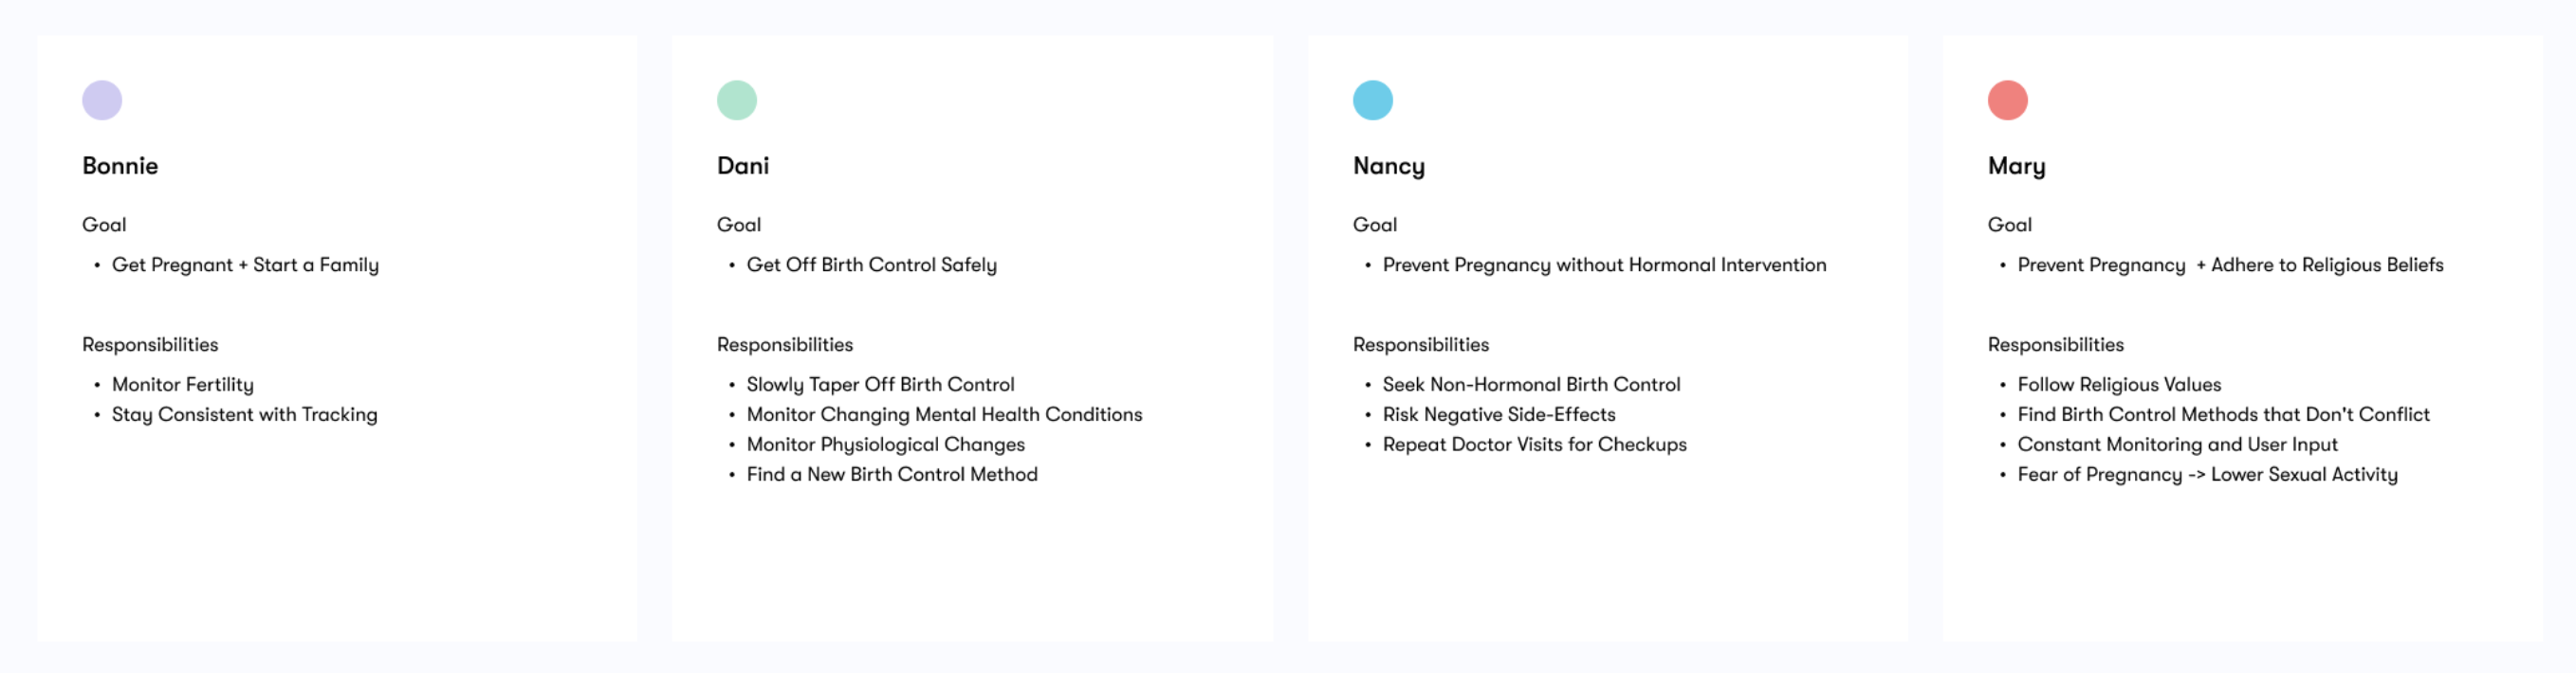 Bonnie
Goal
• Get Pregnant + Start a Family
Responsibilities
• Monitor Fertility
• Stay Consistent with Tracking
Dani
Goal
• Get Off Birth Control Safely
Responsibilities
• Slowly Taper Off Birth Control
• Monitor Changing Mental Health Conditions
• Monitor Physiological Changes
• Find a New Birth Control Method
Nancy
Goal
• Prevent Pregnancy without Hormonal Intervention
Responsibilities
• Seek Non-Hormonal Birth Control
• Risk Negative Side-Effects
• Repeat Doctor Visits for Checkups
Mary
Goal
• Prevent Pregnancy  + Adhere to Religious Beliefs
Responsibilities
• Follow Religious Values
• Find Birth Control Methods that Don't Conflict
• Constant Monitoring and User Input
• Fear of Pregnancy -> Lower Sexual Activity